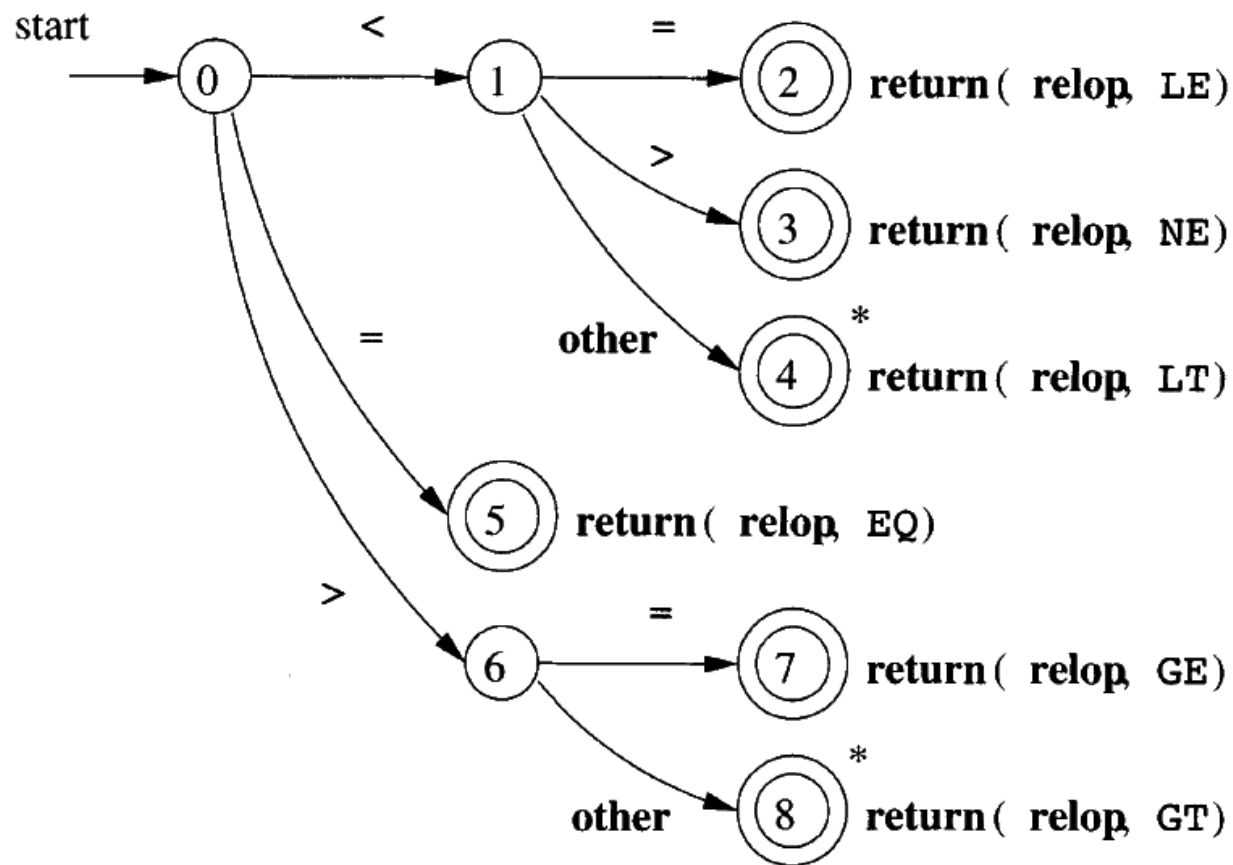 start
<
=
0
1
2
return( relop, LE)
>
3
return( relop, NE)
other
*
4
return( relop, LT)
=
5
return( relop, EQ)
>
=
6
7
return( relop, GE)
other
*
8
return( relop, GT)